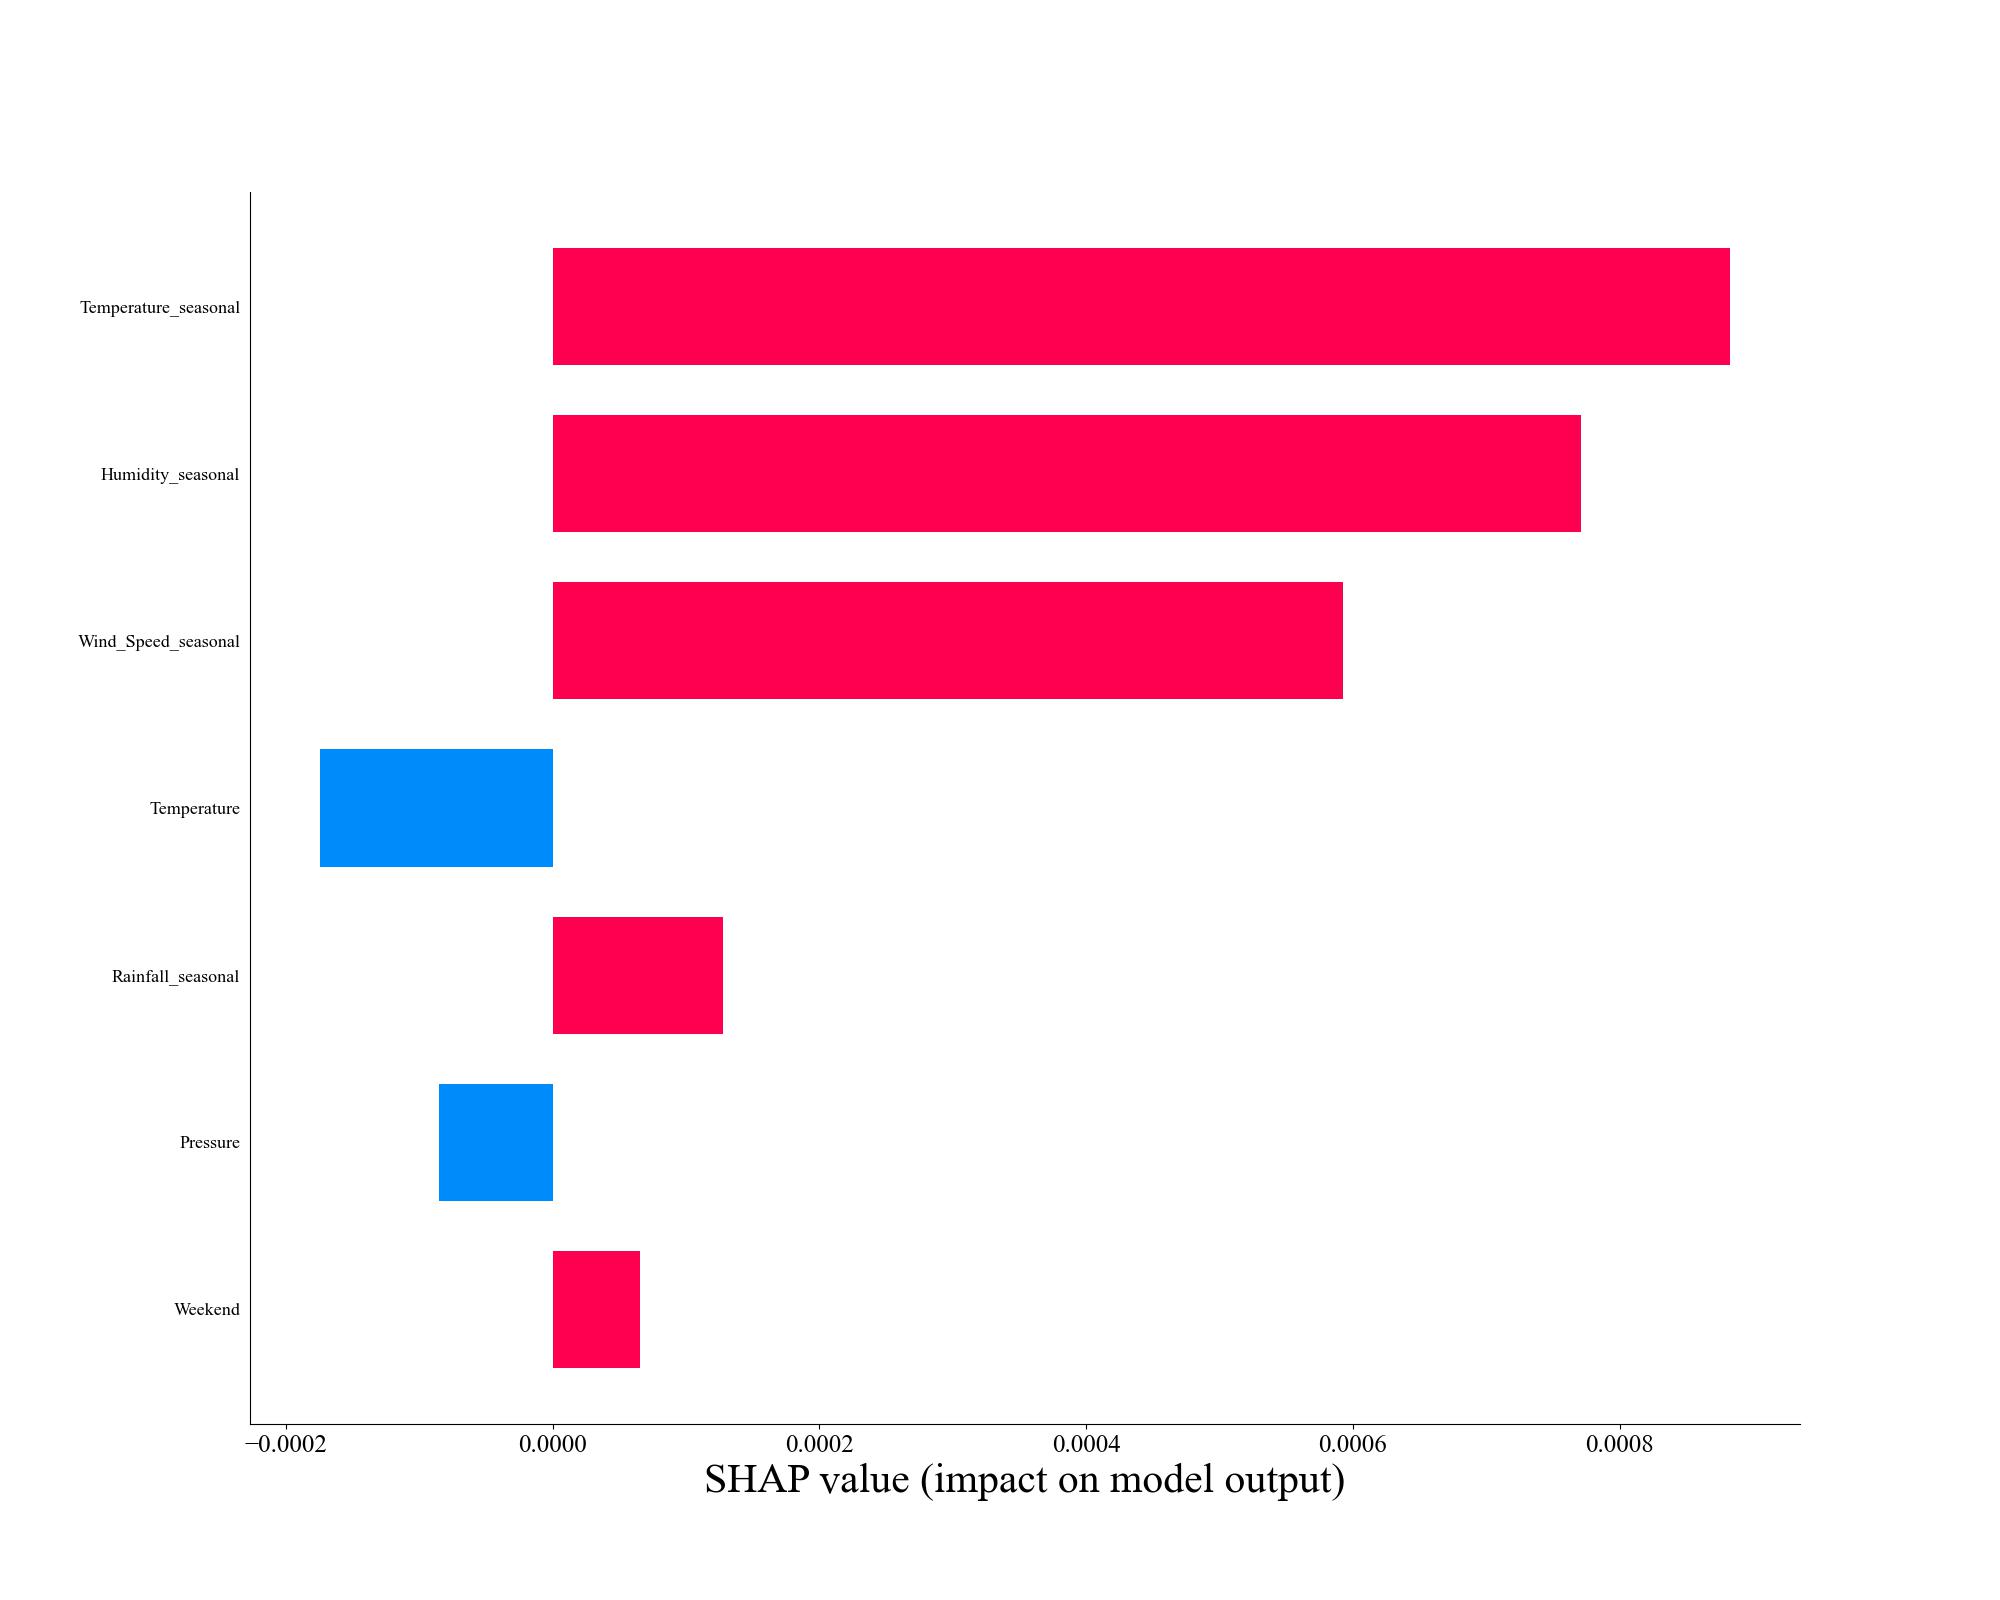 Temperature_seasonal
Humidity_seasonal
Wind_Speed_seasonal
Temperature
Rainfall_seasonal
Pressure
Weekend
−0.0002 0.0000 0.0002 0.0004 0.0006 0.0008
SHAP value (impact on model output)